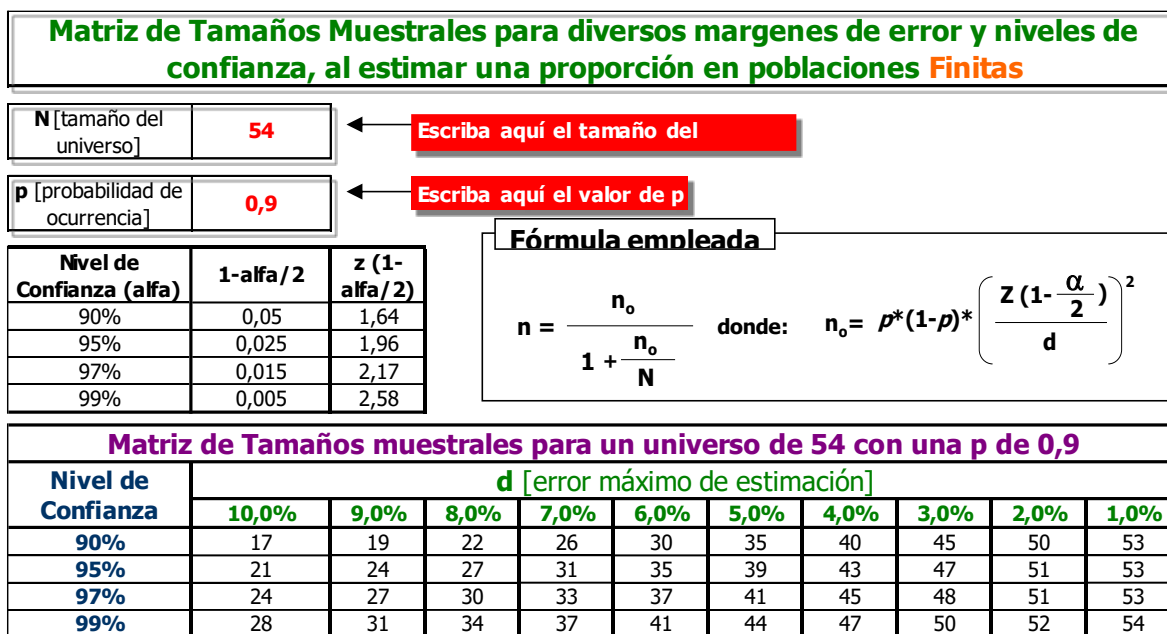 Matriz de Tamaños Muestrales para diversos margenes de error y niveles de
confianza, al estimar una proporción en poblaciones Finitas
N [tamaño del
universo]
54
Escriba aquí el tamaño del
p [probabilidad de
ocurrencia]
0,9
Escriba aquí el valor de p
Nivel de
Confianza (alfa)
1-alfa/2
z (1-
alfa/2)
90% 0,05 1,64
95% 0,025 1,96
97% 0,015 2,17
99% 0,005 2,58
Fórmula empleada
n = n₀ / (1 + n₀/N) donde: n₀= p*(1-p)* ( Z (1- α/2) / d )²
Matriz de Tamaños muestrales para un universo de 54 con una p de 0,9
Nivel de
Confianza
d [error máximo de estimación]
10,0% 9,0% 8,0% 7,0% 6,0% 5,0% 4,0% 3,0% 2,0% 1,0%
90% 17 19 22 26 30 35 40 45 50 53
95% 21 24 27 31 35 39 43 47 51 53
97% 24 27 30 33 37 41 45 48 51 53
99% 28 31 34 37 41 44 47 50 52 54